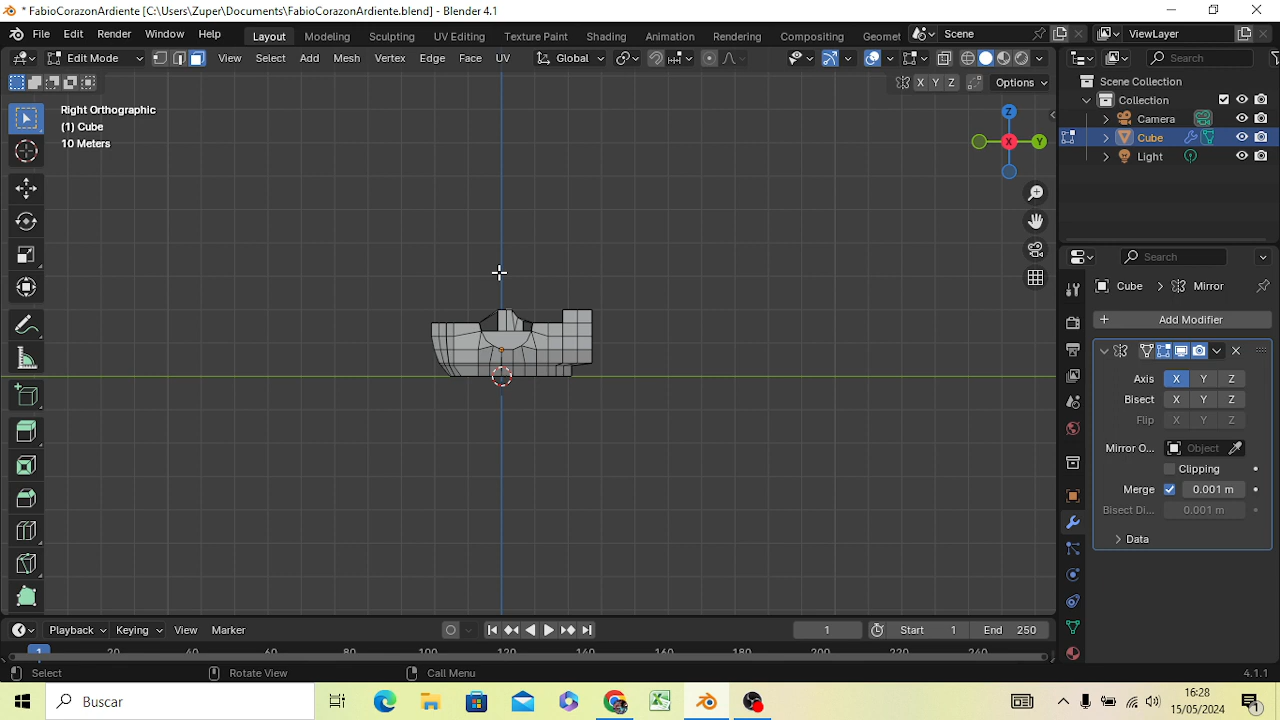 * FabioCorazonArdiente [C:\Users\Zuper\Documents\FabioCorazonArdiente.blend] - Blender 4.1
File Edit Render Window Help Layout Modeling Sculpting UV Editing Texture Paint Shading Animation Rendering Compositing Geomet Scene ViewLayer
Edit Mode View Select Add Mesh Vertex Edge Face UV Global Search
X Y Z Options
Right Orthographic
(1) Cube
10 Meters
Z
X Y
Scene Collection
Collection
Camera
Cube
Light
Search
Cube Mirror
+ Add Modifier
Axis X Y Z
Bisect X Y Z
Flip X Y Z
Mirror O... Object
Clipping
Merge 0.001 m
Bisect Di... 0.001 m
Data
Playback Keying View Marker 1 Start 1 End 250
1 20 40 60 80 100 120 140 160 180 200 220 240
Select Rotate View Call Menu 4.1.1
Buscar
16:28
15/05/2024
1